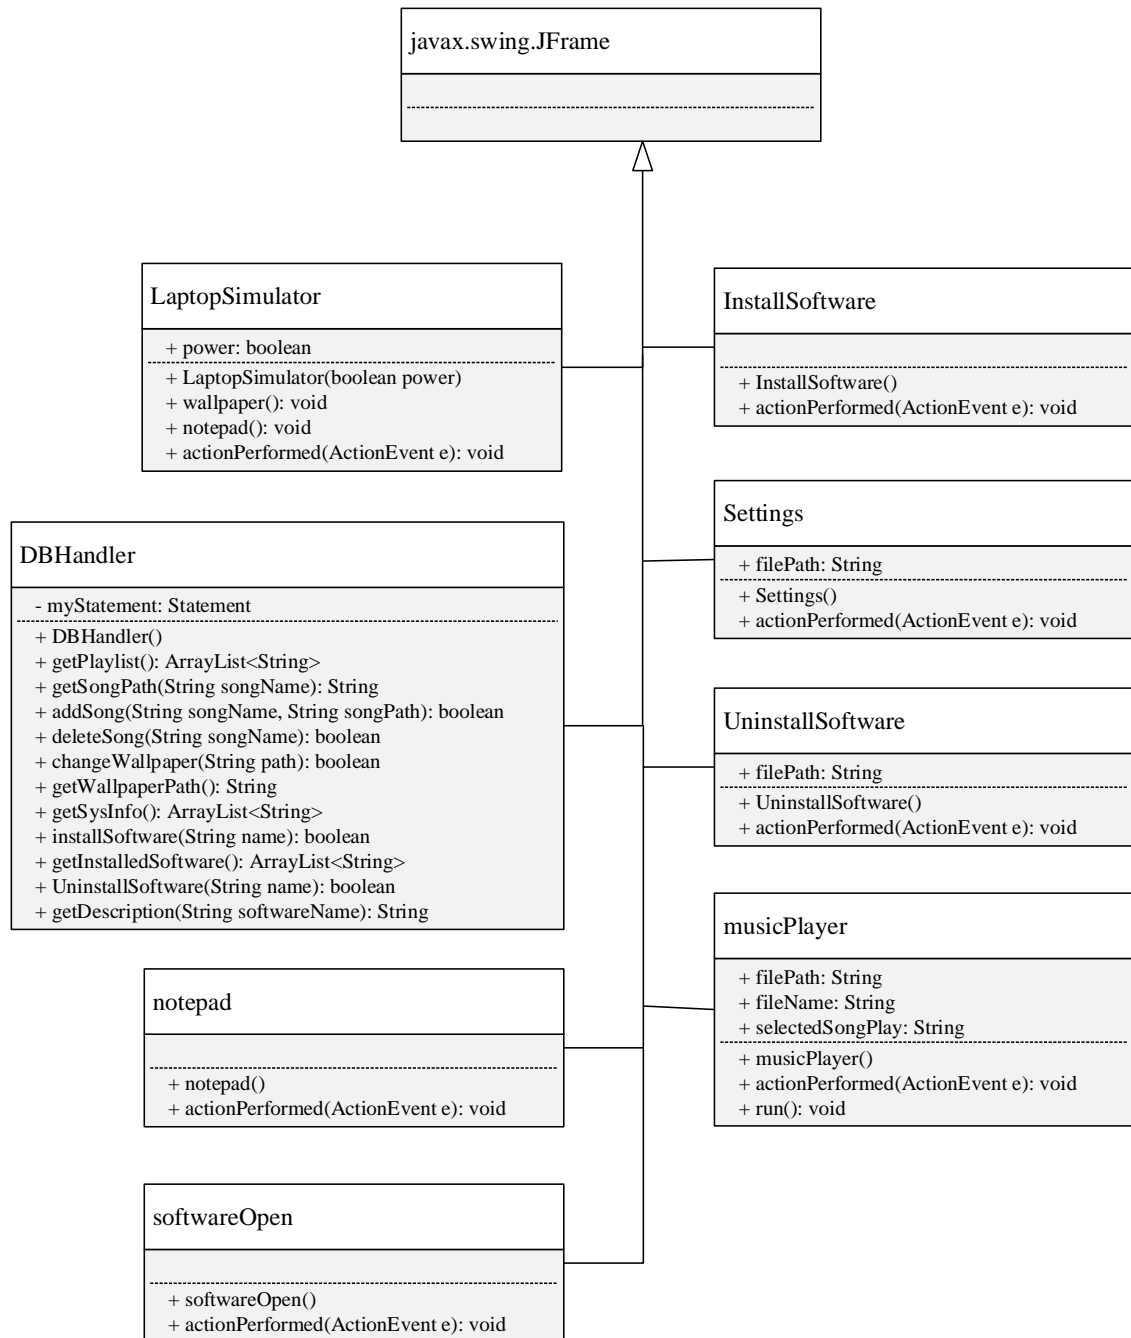 javax.swing.JFrame
LaptopSimulator
+ power: boolean
+ LaptopSimulator(boolean power)
+ wallpaper(): void
+ notepad(): void
+ actionPerformed(ActionEvent e): void
InstallSoftware
+ InstallSoftware()
+ actionPerformed(ActionEvent e): void
Settings
+ filePath: String
+ Settings()
+ actionPerformed(ActionEvent e): void
DBHandler
- myStatement: Statement
+ DBHandler()
+ getPlaylist(): ArrayList<String>
+ getSongPath(String songName): String
+ addSong(String songName, String songPath): boolean
+ deleteSong(String songName): boolean
+ changeWallpaper(String path): boolean
+ getWallpaperPath(): String
+ getSysInfo(): ArrayList<String>
+ installSoftware(String name): boolean
+ getInstalledSoftware(): ArrayList<String>
+ UninstallSoftware(String name): boolean
+ getDescription(String softwareName): String
UninstallSoftware
+ filePath: String
+ UninstallSoftware()
+ actionPerformed(ActionEvent e): void
musicPlayer
+ filePath: String
+ fileName: String
+ selectedSongPlay: String
+ musicPlayer()
+ actionPerformed(ActionEvent e): void
+ run(): void
notepad
+ notepad()
+ actionPerformed(ActionEvent e): void
softwareOpen
+ softwareOpen()
+ actionPerformed(ActionEvent e): void